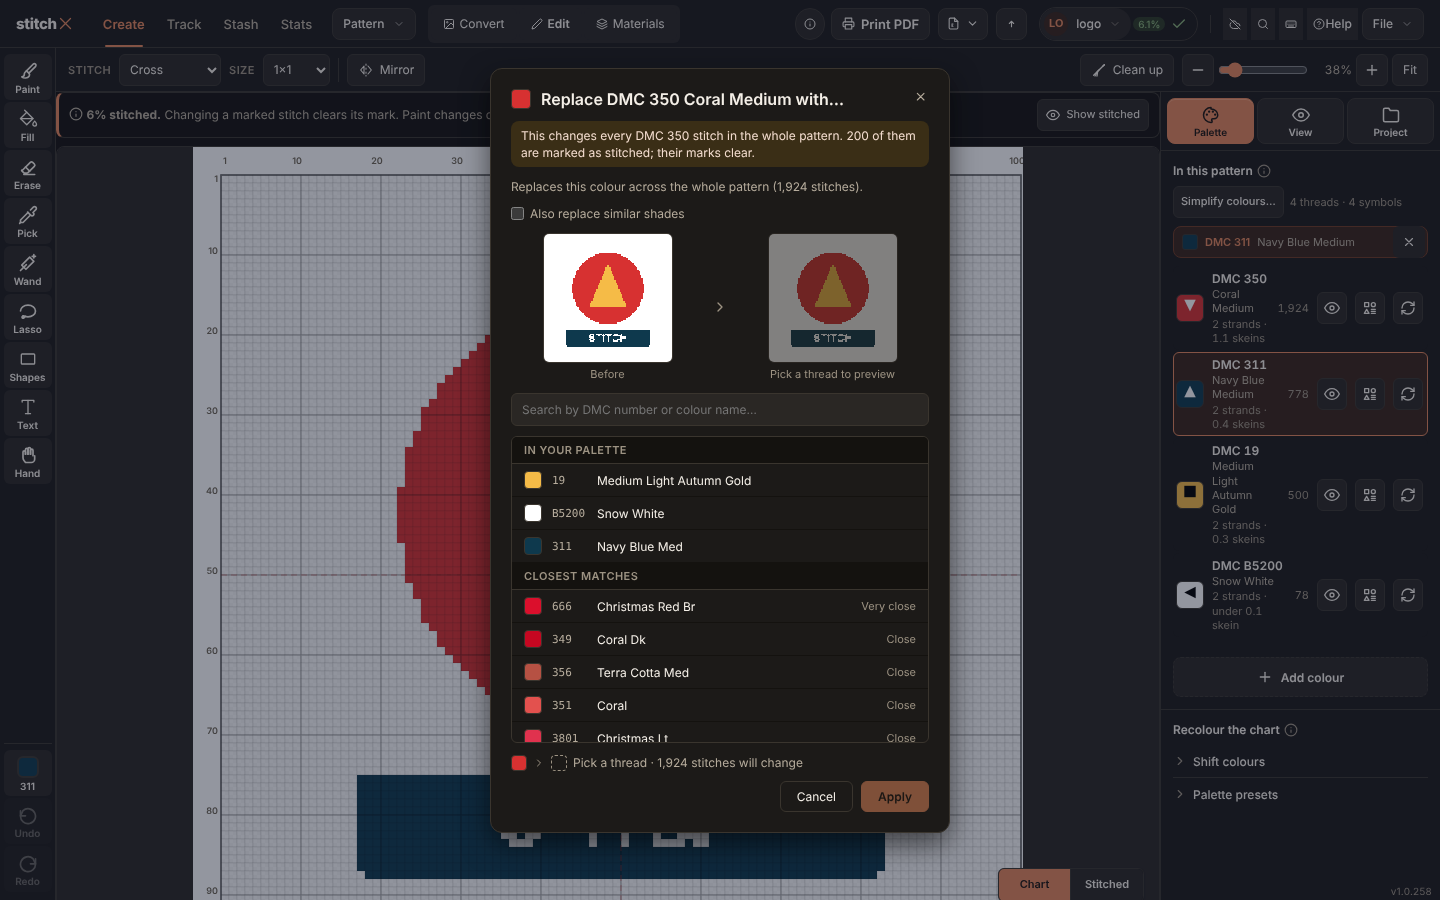 stitch
Create
Track
Stash
Stats
Pattern
Convert
Edit
Materials
Print PDF
LO logo
6.1%
Help
File
STITCH Cross
SIZE 1×1
Mirror
Clean up
38%
Fit
Paint
Fill
Erase
Pick
Wand
Lasso
Shapes
Text
Hand
311
Undo
Redo
6% stitched. Changing a marked stitch clears its mark. Paint changes
Show stitched
1 10 20 30 100
1
10
20
30
40
50
60
70
80
90
Replace DMC 350 Coral Medium with…
This changes every DMC 350 stitch in the whole pattern. 200 of them
are marked as stitched; their marks clear.
Replaces this colour across the whole pattern (1,924 stitches).
Also replace similar shades
STITCH
STITCH
Before
Pick a thread to preview
Search by DMC number or colour name…
IN YOUR PALETTE
19 Medium Light Autumn Gold
B5200 Snow White
311 Navy Blue Med
CLOSEST MATCHES
666 Christmas Red Br Very close
349 Coral Dk Close
356 Terra Cotta Med Close
351 Coral Close
3801 Christmas Lt Close
Pick a thread · 1,924 stitches will change
Cancel
Apply
Chart
Stitched
Palette
View
Project
In this pattern
Simplify colours…
4 threads · 4 symbols
DMC 311 Navy Blue Medium
DMC 350
Coral
Medium
1,924
2 strands ·
1.1 skeins
DMC 311
Navy Blue
Medium
778
2 strands ·
0.4 skeins
DMC 19
Medium
Light
Autumn
Gold
500
2 strands ·
0.3 skeins
DMC B5200
Snow White
78
2 strands ·
under 0.1
skein
Add colour
Recolour the chart
Shift colours
Palette presets
v1.0.258